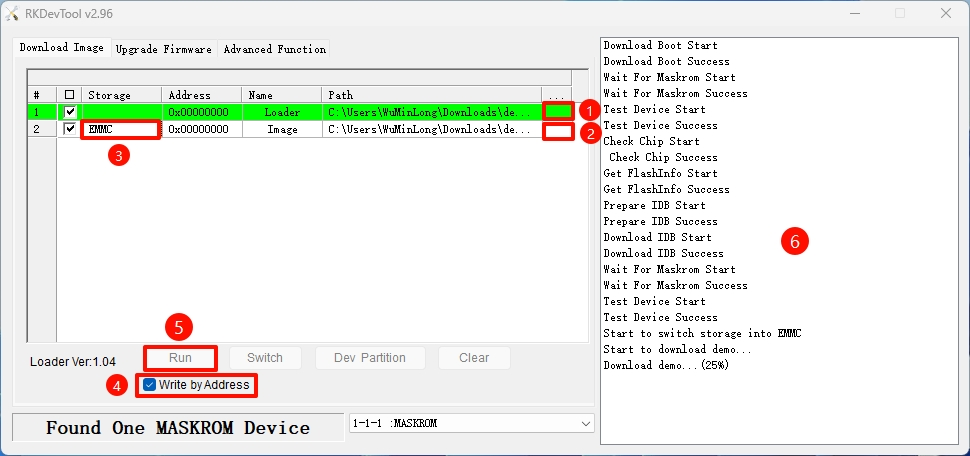 RKDevTool v2.96
Download Image Upgrade Firmware Advanced Function
# Storage Address Name Path ...
1 0x00000000 Loader C:\Users\WuMinLong\Downloads\de... 1
2 EMMC 0x00000000 Image C:\Users\WuMinLong\Downloads\de... 2
3
5
Loader Ver:1.04 Run Switch Dev Partition Clear
4 Write by Address
Found One MASKROM Device 1-1-1 :MASKROM
Download Boot Start
Download Boot Success
Wait For Maskrom Start
Wait For Maskrom Success
Test Device Start
Test Device Success
Check Chip Start
Check Chip Success
Get FlashInfo Start
Get FlashInfo Success
Prepare IDB Start
Prepare IDB Success
Download IDB Start
Download IDB Success
Wait For Maskrom Start
Wait For Maskrom Success
Test Device Start
Test Device Success
Start to switch storage into EMMC
Start to download demo...
Download demo...(25%)
6